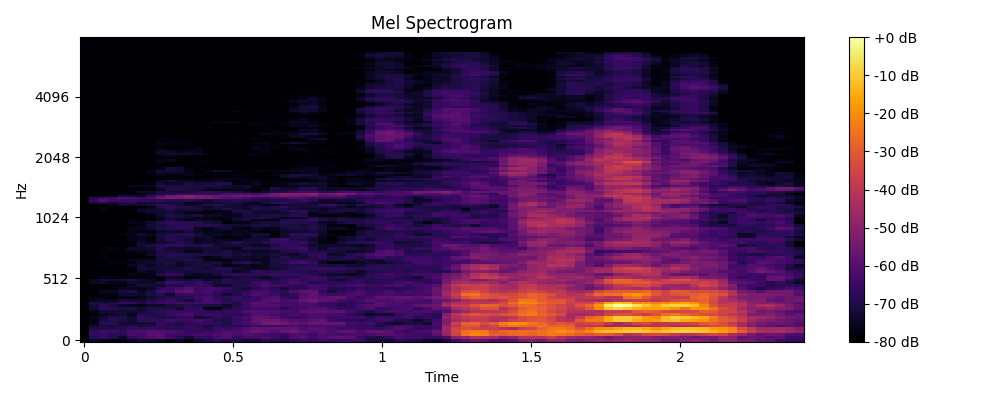 Mel Spectrogram
Hz
4096
2048
1024
512
0
0 0.5 1 1.5 2
Time
+0 dB
-10 dB
-20 dB
-30 dB
-40 dB
-50 dB
-60 dB
-70 dB
-80 dB